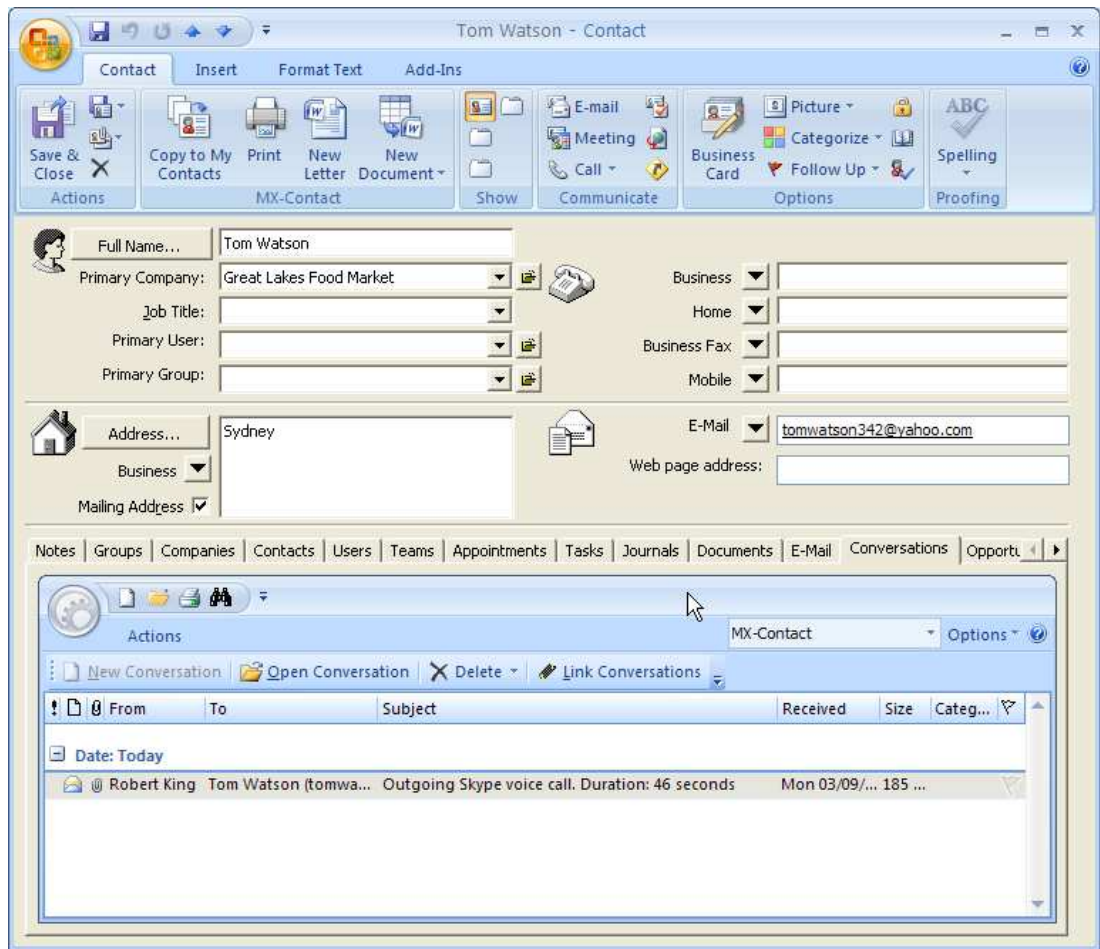 Tom Watson - Contact
Contact Insert Format Text Add-Ins
Save & Close
Copy to My Contacts
Print
New Letter
New Document
E-mail
Meeting
Call
Business Card
Picture
Categorize
Follow Up
ABC
Spelling
Actions MX-Contact Show Communicate Options Proofing
Full Name... Tom Watson
Primary Company: Great Lakes Food Market
Job Title:
Primary User:
Primary Group:
Business
Home
Business Fax
Mobile
Address... Sydney
Business
Mailing Address
E-Mail tomwatson342@yahoo.com
Web page address:
Notes Groups Companies Contacts Users Teams Appointments Tasks Journals Documents E-Mail Conversations Opportu
Actions MX-Contact Options
New Conversation Open Conversation Delete Link Conversations
! From To Subject Received Size Categ...
Date: Today
Robert King Tom Watson (tomwa... Outgoing Skype voice call. Duration: 46 seconds Mon 03/09/... 185 ...